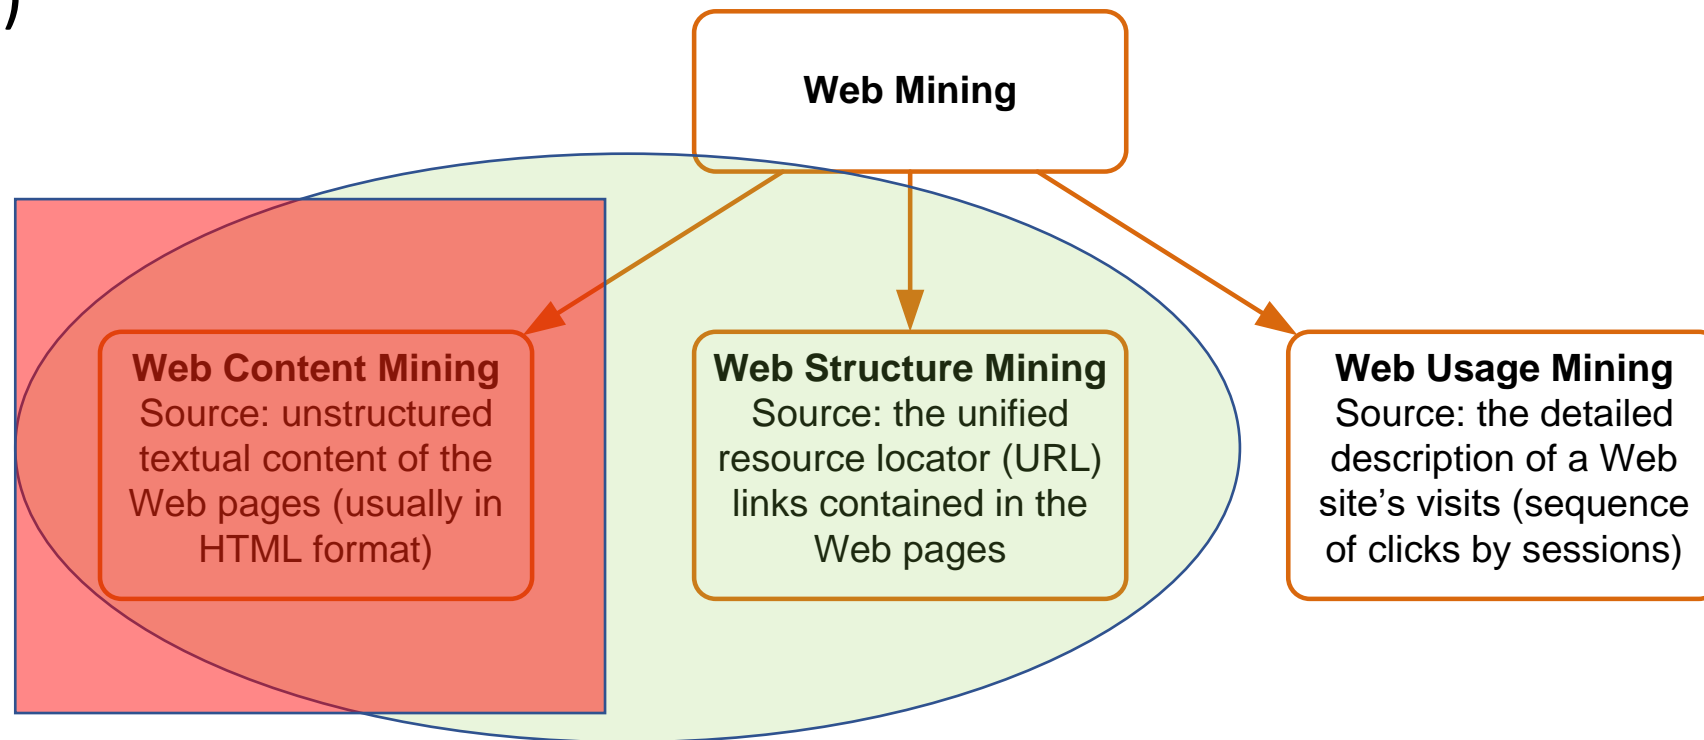 )
Web Mining
Web Content Mining
Source: unstructured
textual content of the
Web pages (usually in
HTML format)
Web Structure Mining
Source: the unified
resource locator (URL)
links contained in the
Web pages
Web Usage Mining
Source: the detailed
description of a Web
site’s visits (sequence
of clicks by sessions)